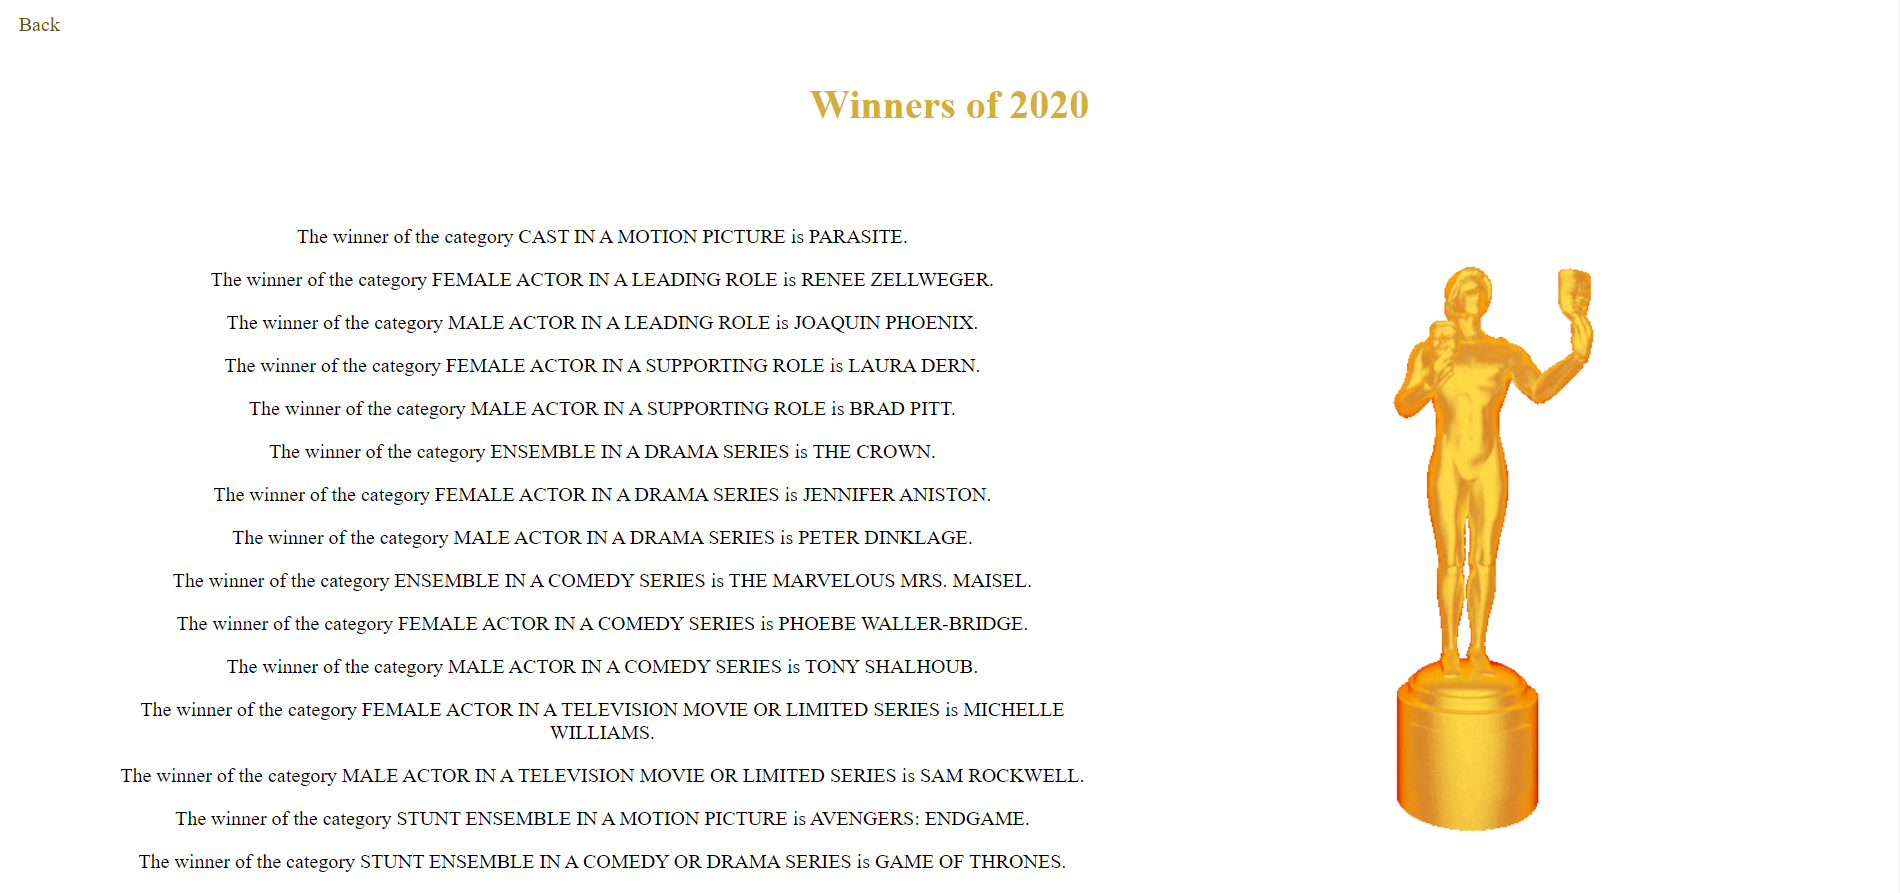 Back
Winners of 2020
The winner of the category CAST IN A MOTION PICTURE is PARASITE.
The winner of the category FEMALE ACTOR IN A LEADING ROLE is RENEE ZELLWEGER.
The winner of the category MALE ACTOR IN A LEADING ROLE is JOAQUIN PHOENIX.
The winner of the category FEMALE ACTOR IN A SUPPORTING ROLE is LAURA DERN.
The winner of the category MALE ACTOR IN A SUPPORTING ROLE is BRAD PITT.
The winner of the category ENSEMBLE IN A DRAMA SERIES is THE CROWN.
The winner of the category FEMALE ACTOR IN A DRAMA SERIES is JENNIFER ANISTON.
The winner of the category MALE ACTOR IN A DRAMA SERIES is PETER DINKLAGE.
The winner of the category ENSEMBLE IN A COMEDY SERIES is THE MARVELOUS MRS. MAISEL.
The winner of the category FEMALE ACTOR IN A COMEDY SERIES is PHOEBE WALLER-BRIDGE.
The winner of the category MALE ACTOR IN A COMEDY SERIES is TONY SHALHOUB.
The winner of the category FEMALE ACTOR IN A TELEVISION MOVIE OR LIMITED SERIES is MICHELLE
WILLIAMS.
The winner of the category MALE ACTOR IN A TELEVISION MOVIE OR LIMITED SERIES is SAM ROCKWELL.
The winner of the category STUNT ENSEMBLE IN A MOTION PICTURE is AVENGERS: ENDGAME.
The winner of the category STUNT ENSEMBLE IN A COMEDY OR DRAMA SERIES is GAME OF THRONES.